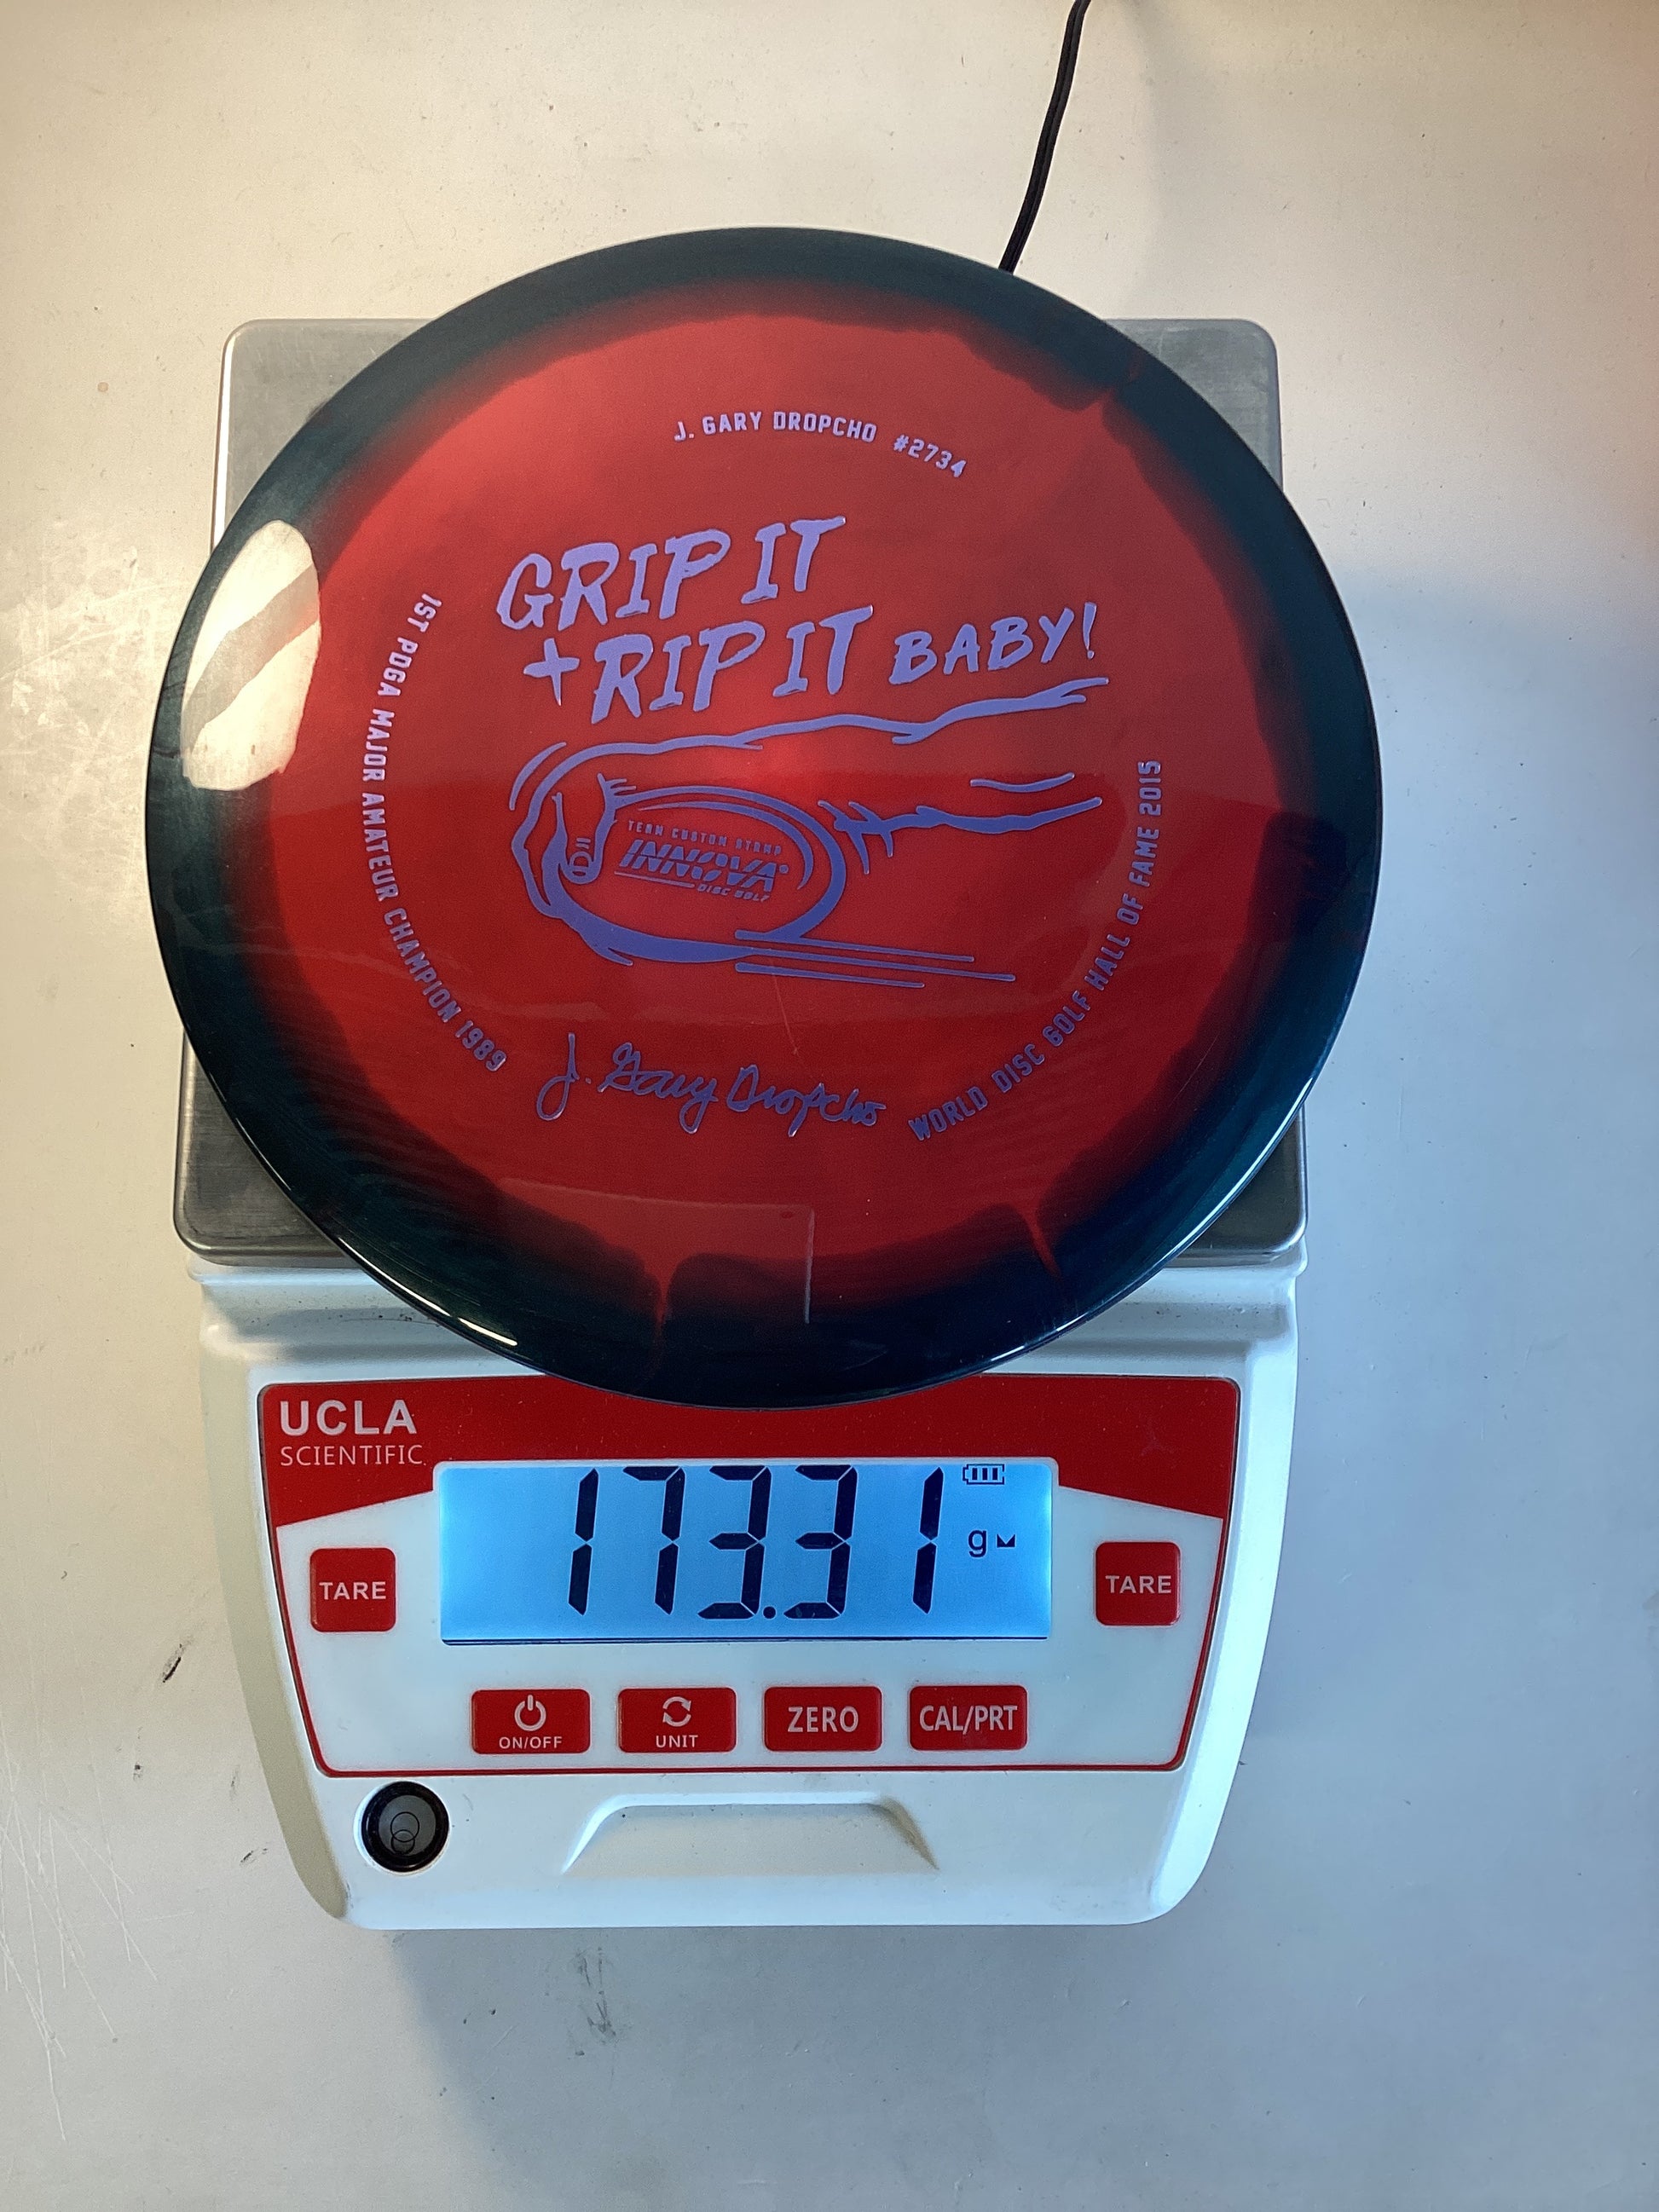 J. GARY DROPCHO #2734
GRIP IT
+RIP IT BABY!
1ST PDGA MAJOR AMATEUR CHAMPION 1989
TEAM CUSTOM STAMP
INNOVA®
DISC GOLF
WORLD DISC GOLF HALL OF FAME 2015
J. Gary Dropcho
UCLA
SCIENTIFIC
173.31 g
TARE
TARE
ON/OFF
UNIT
ZERO
CAL/PRT